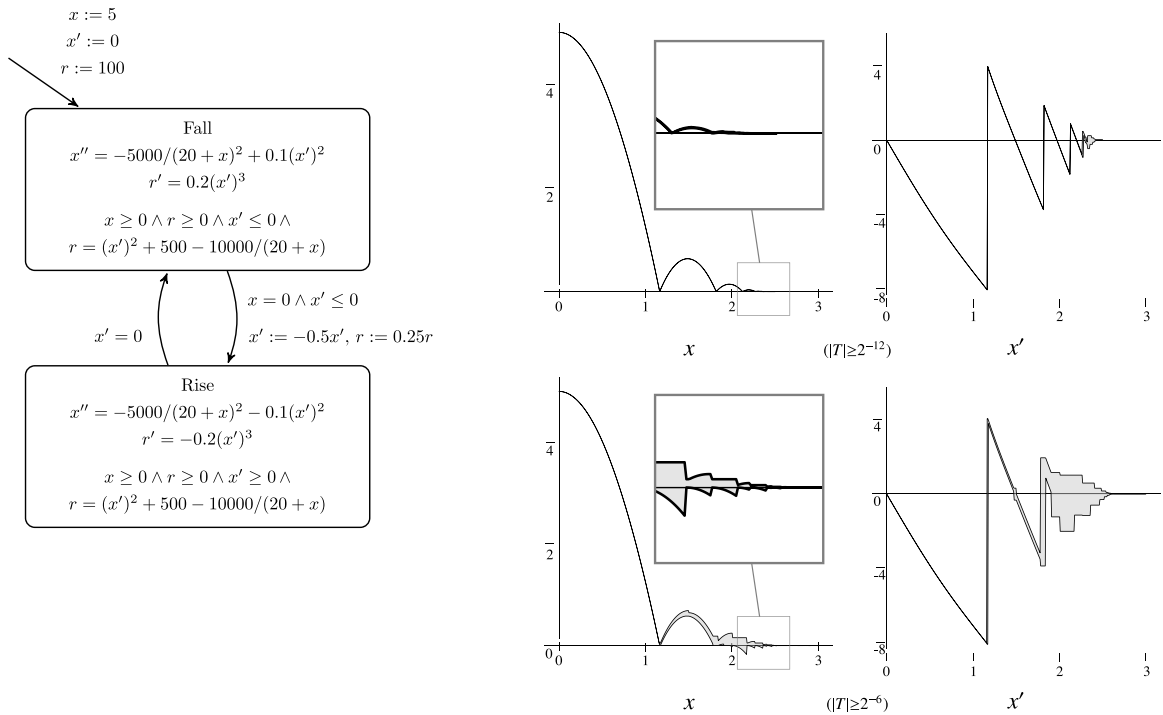 x := 5
x′ := 0
r := 100
Fall
x″ = −5000/(20 + x)² + 0.1(x′)²
r′ = 0.2(x′)³
x ≥ 0 ∧ r ≥ 0 ∧ x′ ≤ 0 ∧
r = (x′)² + 500 − 10000/(20 + x)
x = 0 ∧ x′ ≤ 0
x′ = 0
x′ := −0.5x′, r := 0.25r
Rise
x″ = −5000/(20 + x)² − 0.1(x′)²
r′ = −0.2(x′)³
x ≥ 0 ∧ r ≥ 0 ∧ x′ ≥ 0 ∧
r = (x′)² + 500 − 10000/(20 + x)
4
2
0 1 2 3
x
(|T|≥2⁻¹²)
4
0
-4
-8
0 1 2 3
x′
4
2
0
0 1 2 3
x
(|T|≥2⁻⁶)
4
0
-4
-8
0 1 2 3
x′